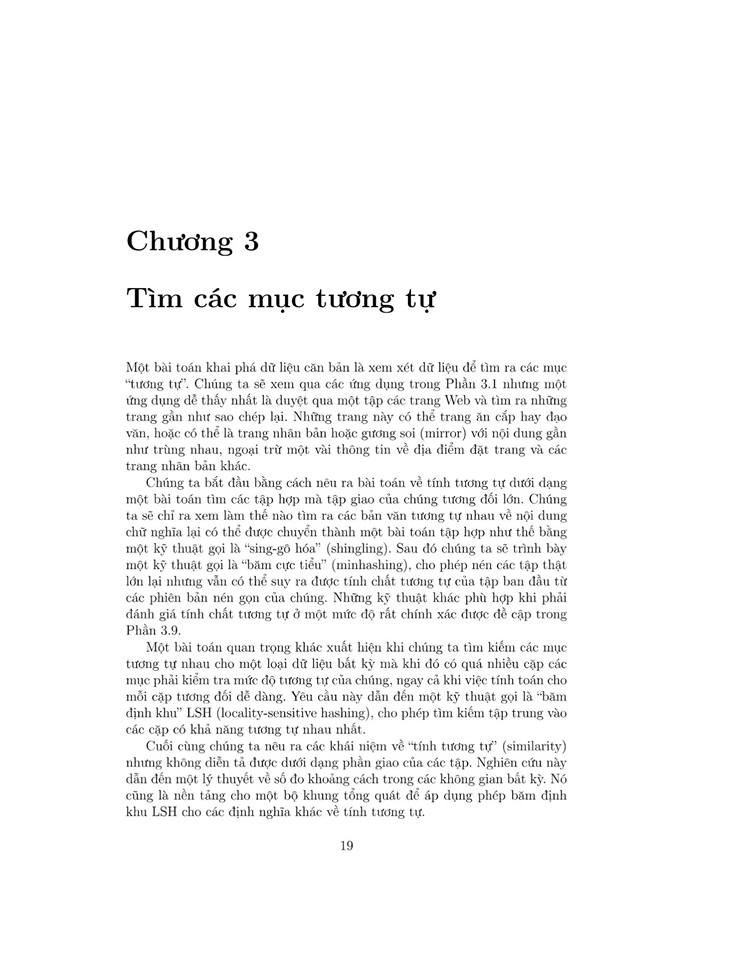 Chương 3
Tìm các mục tương tự
Một bài toán khai phá dữ liệu căn bản là xem xét dữ liệu để tìm ra các mục
“tương tự”. Chúng ta sẽ xem qua các ứng dụng trong Phần 3.1 nhưng một
ứng dụng dễ thấy nhất là duyệt qua một tập các trang Web và tìm ra những
trang gần như sao chép lại. Những trang này có thể trang ăn cắp hay đạo
văn, hoặc có thể là trang nhân bản hoặc gương soi (mirror) với nội dung gần
như trùng nhau, ngoại trừ một vài thông tin về địa điểm đặt trang và các
trang nhân bản khác.
Chúng ta bắt đầu bằng cách nêu ra bài toán về tính tương tự dưới dạng
một bài toán tìm các tập hợp mà tập giao của chúng tương đối lớn. Chúng
ta sẽ chỉ ra xem làm thế nào tìm ra các bản văn tương tự nhau về nội dung
chữ nghĩa lại có thể được chuyển thành một bài toán tập hợp như thế bằng
một kỹ thuật gọi là “sing-gô hóa” (shingling). Sau đó chúng ta sẽ trình bày
một kỹ thuật gọi là “băm cực tiểu” (minhashing), cho phép nén các tập thật
lớn lại nhưng vẫn có thể suy ra được tính chất tương tự của tập ban đầu từ
các phiên bản nén gọn của chúng. Những kỹ thuật khác phù hợp khi phải
đánh giá tính chất tương tự ở một mức độ rất chính xác được đề cập trong
Phần 3.9.
Một bài toán quan trọng khác xuất hiện khi chúng ta tìm kiếm các mục
tương tự nhau cho một loại dữ liệu bất kỳ mà khi đó có quá nhiều cặp các
mục phải kiểm tra mức độ tương tự của chúng, ngay cả khi việc tính toán cho
mỗi cặp tương đối dễ dàng. Yêu cầu này dẫn đến một kỹ thuật gọi là “băm
định khu” LSH (locality-sensitive hashing), cho phép tìm kiếm tập trung vào
các cặp có khả năng tương tự nhau nhất.
Cuối cùng chúng ta nêu ra các khái niệm về “tính tương tự” (similarity)
nhưng không diễn tả được dưới dạng phần giao của các tập. Nghiên cứu này
dẫn đến một lý thuyết về số đo khoảng cách trong các không gian bất kỳ. Nó
cũng là nền tảng cho một bộ khung tổng quát để áp dụng phép băm định
khu LSH cho các định nghĩa khác về tính tương tự.
19